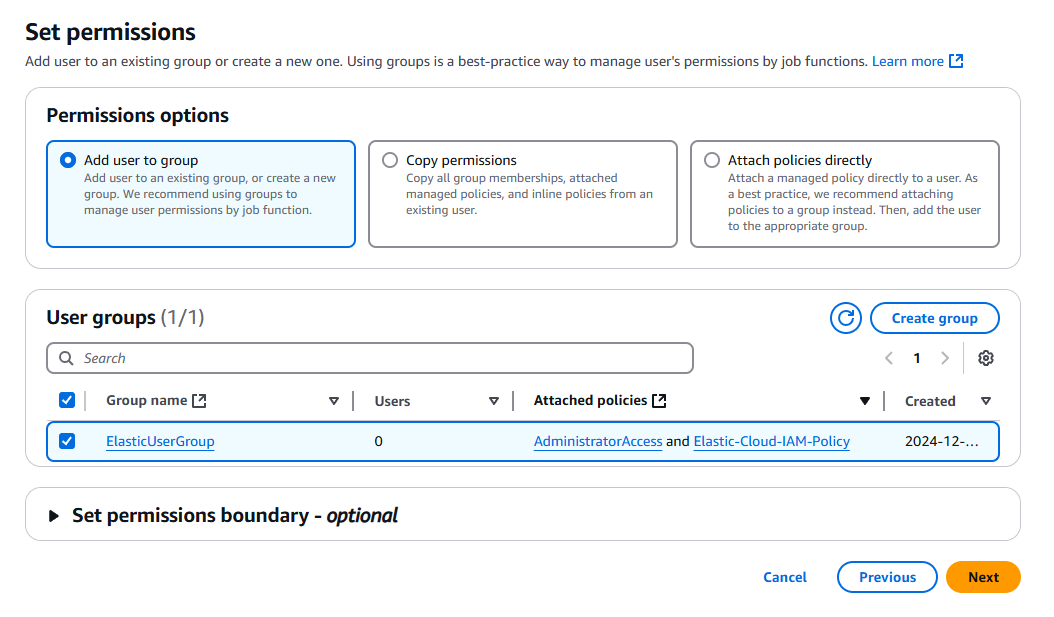 Set permissions
Add user to an existing group or create a new one. Using groups is a best-practice way to manage user's permissions by job functions. Learn more
Permissions options
Add user to group
Add user to an existing group, or create a new
group. We recommend using groups to
manage user permissions by job function.
Copy permissions
Copy all group memberships, attached
managed policies, and inline policies from an
existing user.
Attach policies directly
Attach a managed policy directly to a user. As
a best practice, we recommend attaching
policies to a group instead. Then, add the user
to the appropriate group.
User groups (1/1)
Create group
Search
1
Group name Users Attached policies Created
ElasticUserGroup 0 AdministratorAccess and Elastic-Cloud-IAM-Policy 2024-12-...
Set permissions boundary - optional
Cancel Previous Next